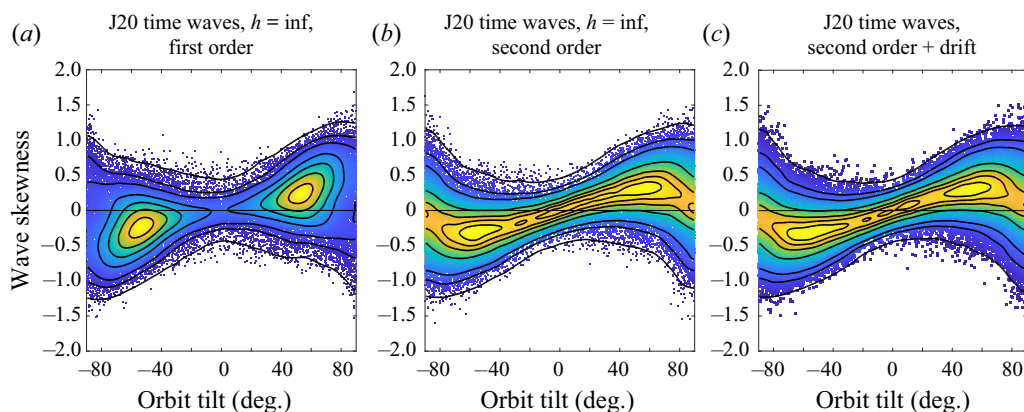 (a)
J20 time waves, h = inf,
first order
(b)
J20 time waves, h = inf,
second order
(c)
J20 time waves,
second order + drift
Wave skewness
2.0
1.5
1.0
0.5
0
−0.5
−1.0
−1.5
−2.0
2.0
1.5
1.0
0.5
0
−0.5
−1.0
−1.5
−2.0
2.0
1.5
1.0
0.5
0
−0.5
−1.0
−1.5
−2.0
−80 −40 0 40 80
−80 −40 0 40 80
−80 −40 0 40 80
Orbit tilt (deg.)
Orbit tilt (deg.)
Orbit tilt (deg.)